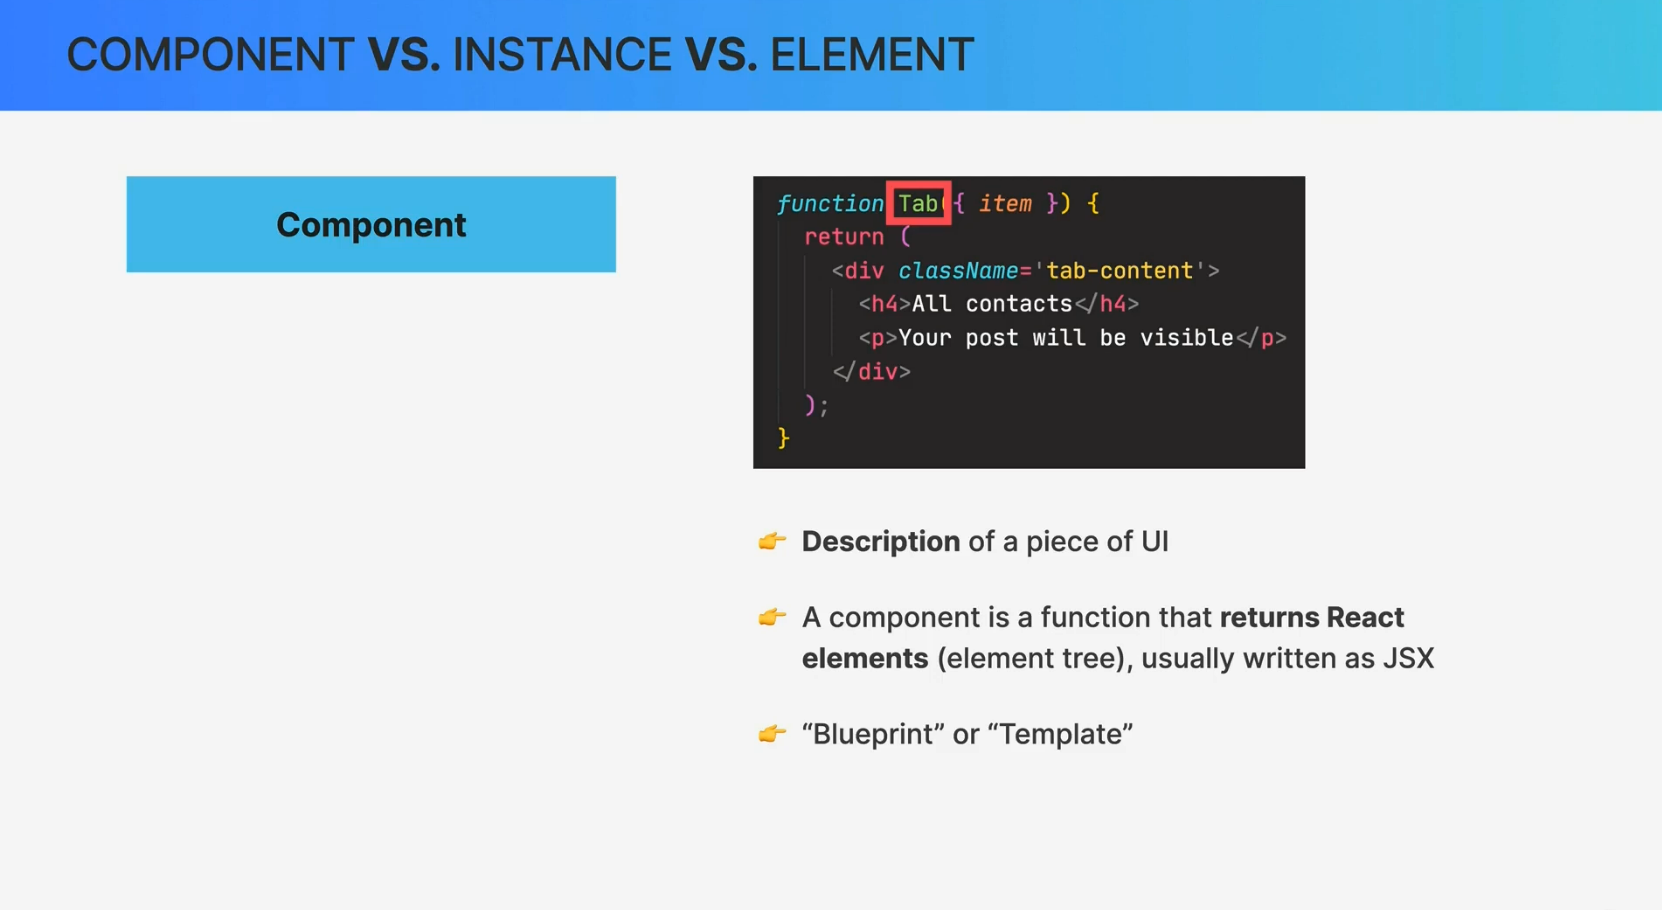 COMPONENT VS. INSTANCE VS. ELEMENT
Component
function Tab({ item }) {
return (
<div className='tab-content'>
<h4>All contacts</h4>
<p>Your post will be visible</p>
</div>
);
}
👉 Description of a piece of UI
👉 A component is a function that returns React
elements (element tree), usually written as JSX
👉 “Blueprint” or “Template”